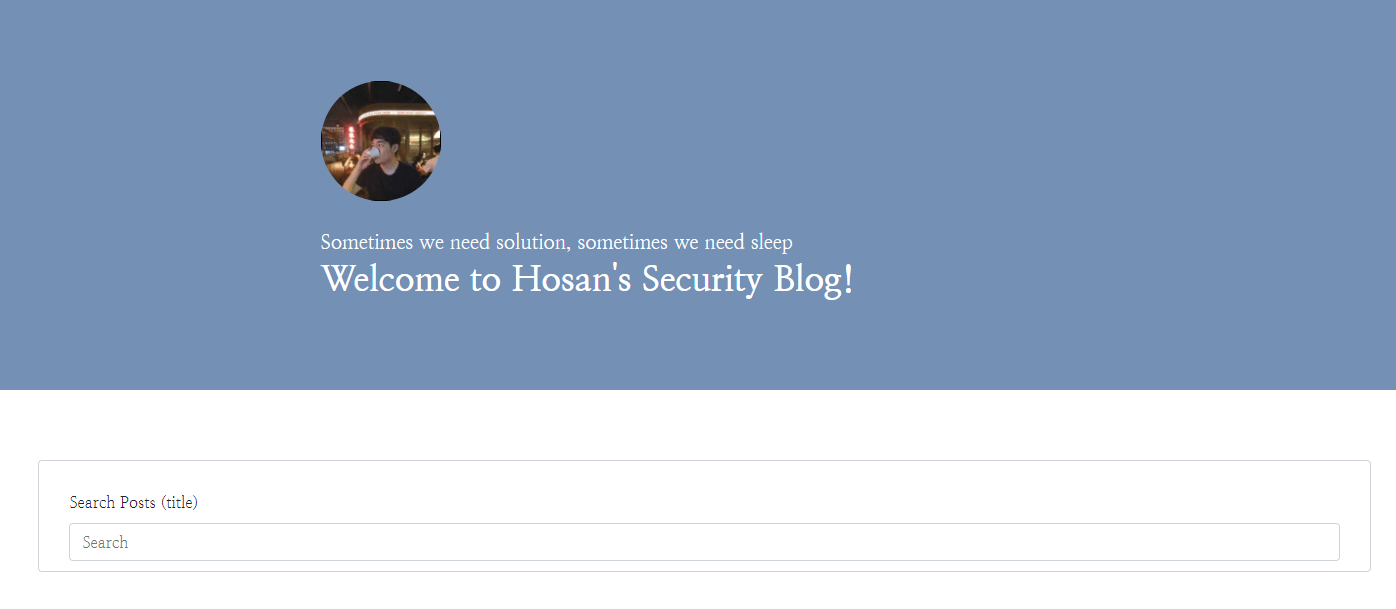 Sometimes we need solution, sometimes we need sleep
Welcome to Hosan's Security Blog!
Search Posts (title)
Search